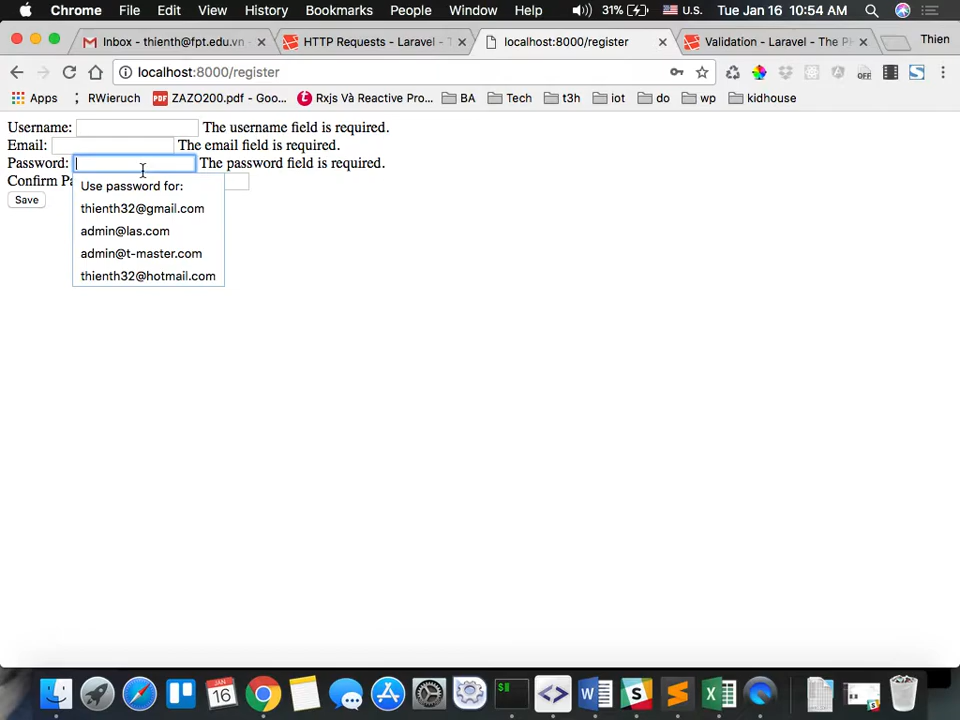 Chrome File Edit View History Bookmarks People Window Help 31% U.S. Tue Jan 16 10:54 AM
Inbox - thienth@fpt.edu.vn HTTP Requests - Laravel - localhost:8000/register Validation - Laravel - The Thien
localhost:8000/register OFF
Apps RWieruch PDF ZAZO200.pdf - Goo... Rxjs Và Reactive Pro... BA Tech t3h iot do wp kidhouse
Username: The username field is required.
Email: The email field is required.
Password: The password field is required.
Confirm Pa
Use password for:
Save
thienth32@gmail.com
admin@las.com
admin@t-master.com
thienth32@hotmail.com
JAN
16